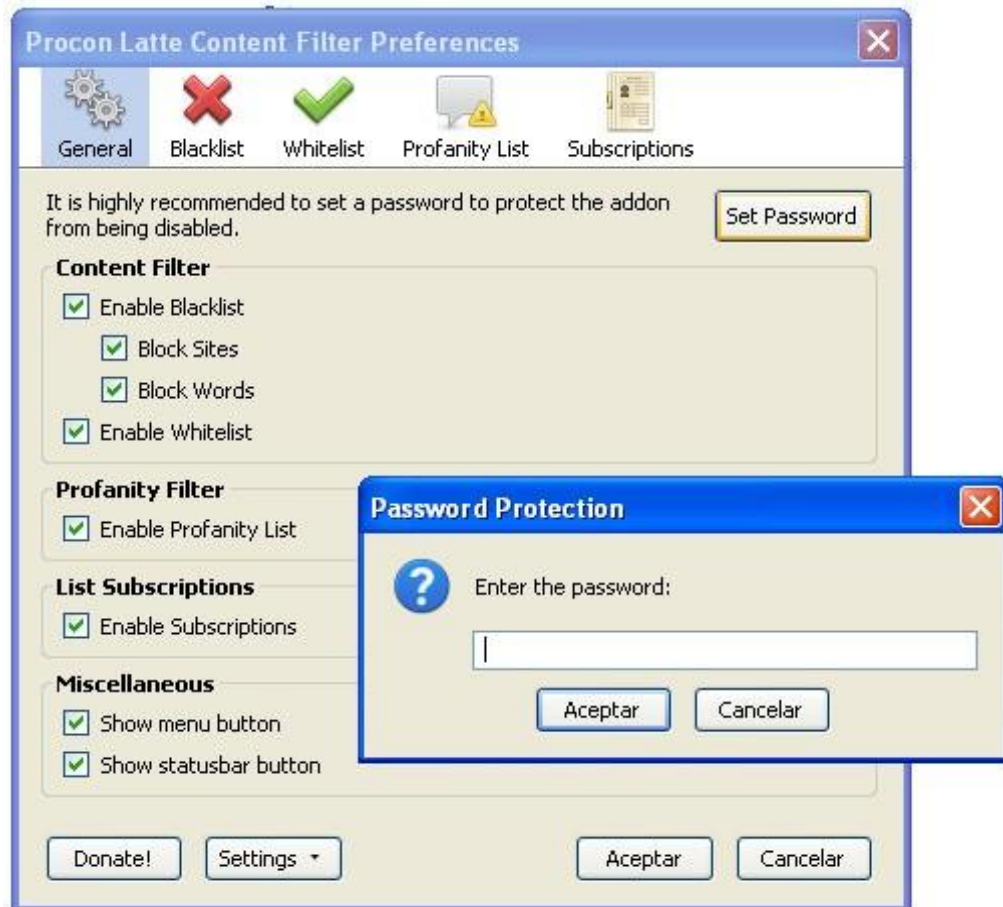 Procon Latte Content Filter Preferences
General Blacklist Whitelist Profanity List Subscriptions
It is highly recommended to set a password to protect the addon
from being disabled.
Set Password
Content Filter
Enable Blacklist
Block Sites
Block Words
Enable Whitelist
Profanity Filter
Enable Profanity List
List Subscriptions
Enable Subscriptions
Miscellaneous
Show menu button
Show statusbar button
Password Protection
Enter the password:
Aceptar Cancelar
Donate! Settings Aceptar Cancelar